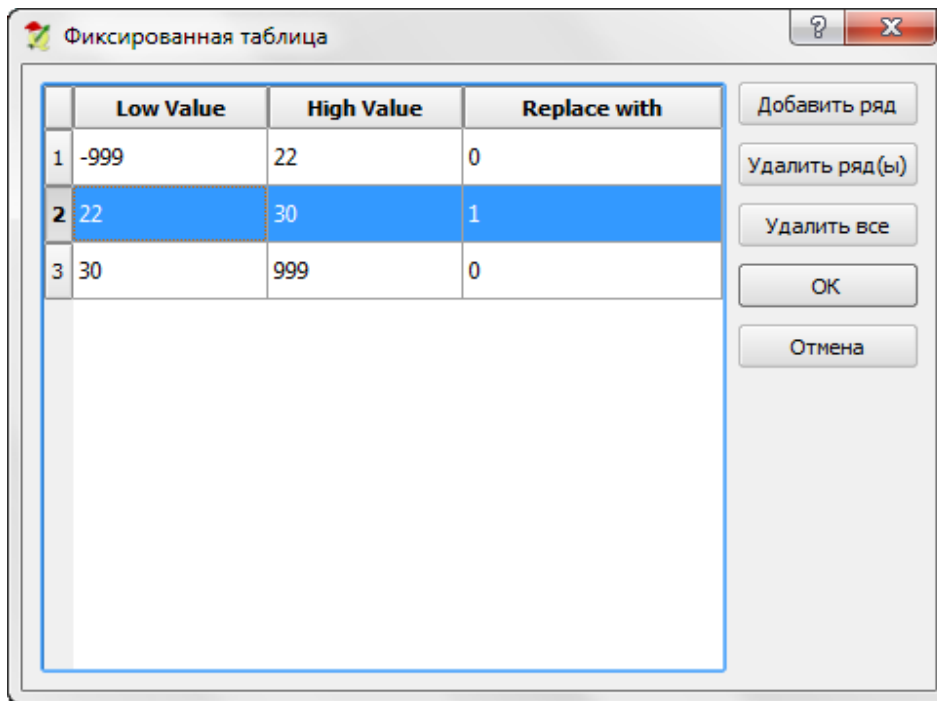 Фиксированная таблица
Low Value High Value Replace with
1 -999 22 0
2 22 30 1
3 30 999 0
Добавить ряд
Удалить ряд(ы)
Удалить все
ОК
Отмена